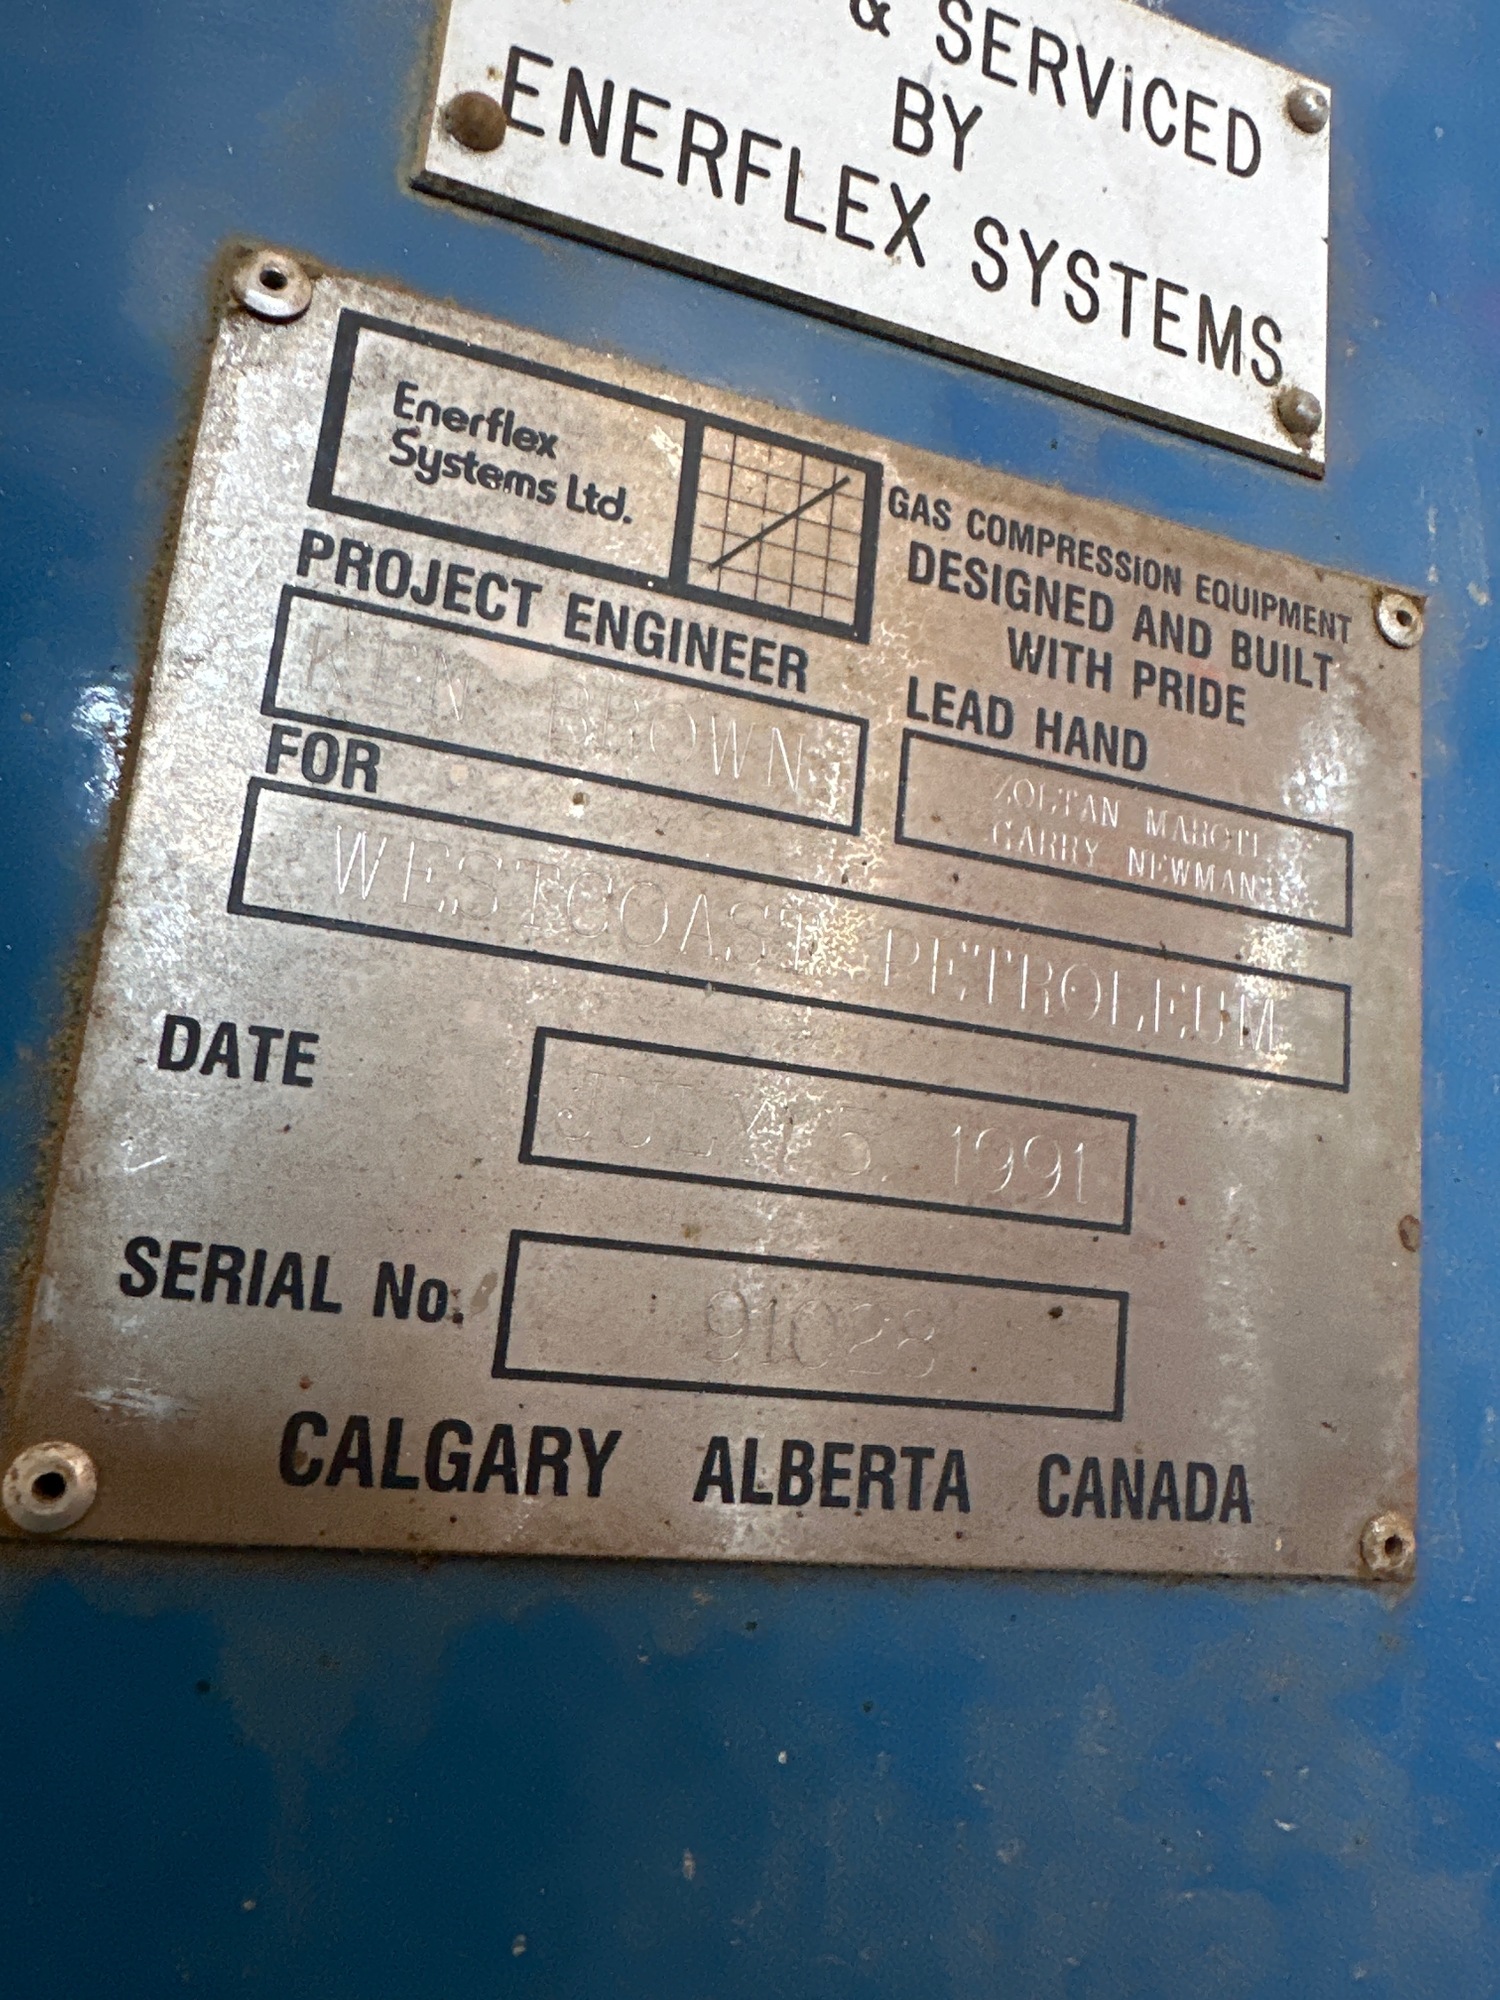 & SERViCED
BY
ENERFLEX SYSTEMS
Enerflex
Systems Ltd.
GAS COMPRESSION EQUIPMENT
DESIGNED AND BUILT
WITH PRIDE
PROJECT ENGINEER
KEN BROWN
LEAD HAND
ZOLTAN MAROTI
GARRY NEWMAN
FOR
WESTCOAST PETROLEUM
DATE
JULY 1991
SERIAL No.
91028
CALGARY ALBERTA CANADA